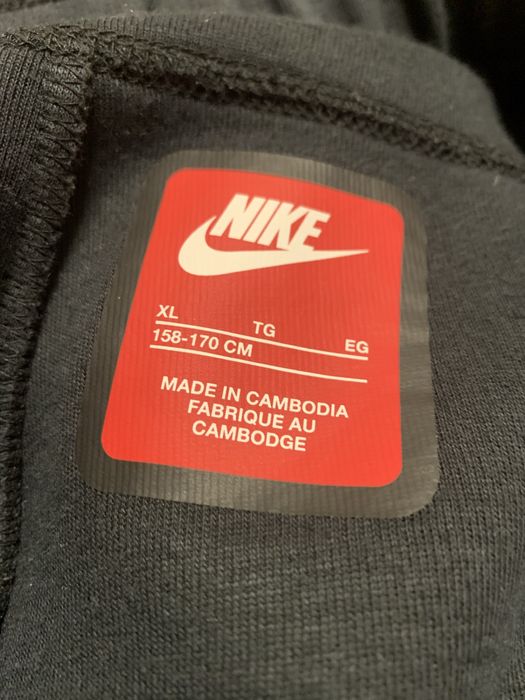 NIKE
XL TG EG
158-170 CM
MADE IN CAMBODIA
FABRIQUE AU
CAMBODGE